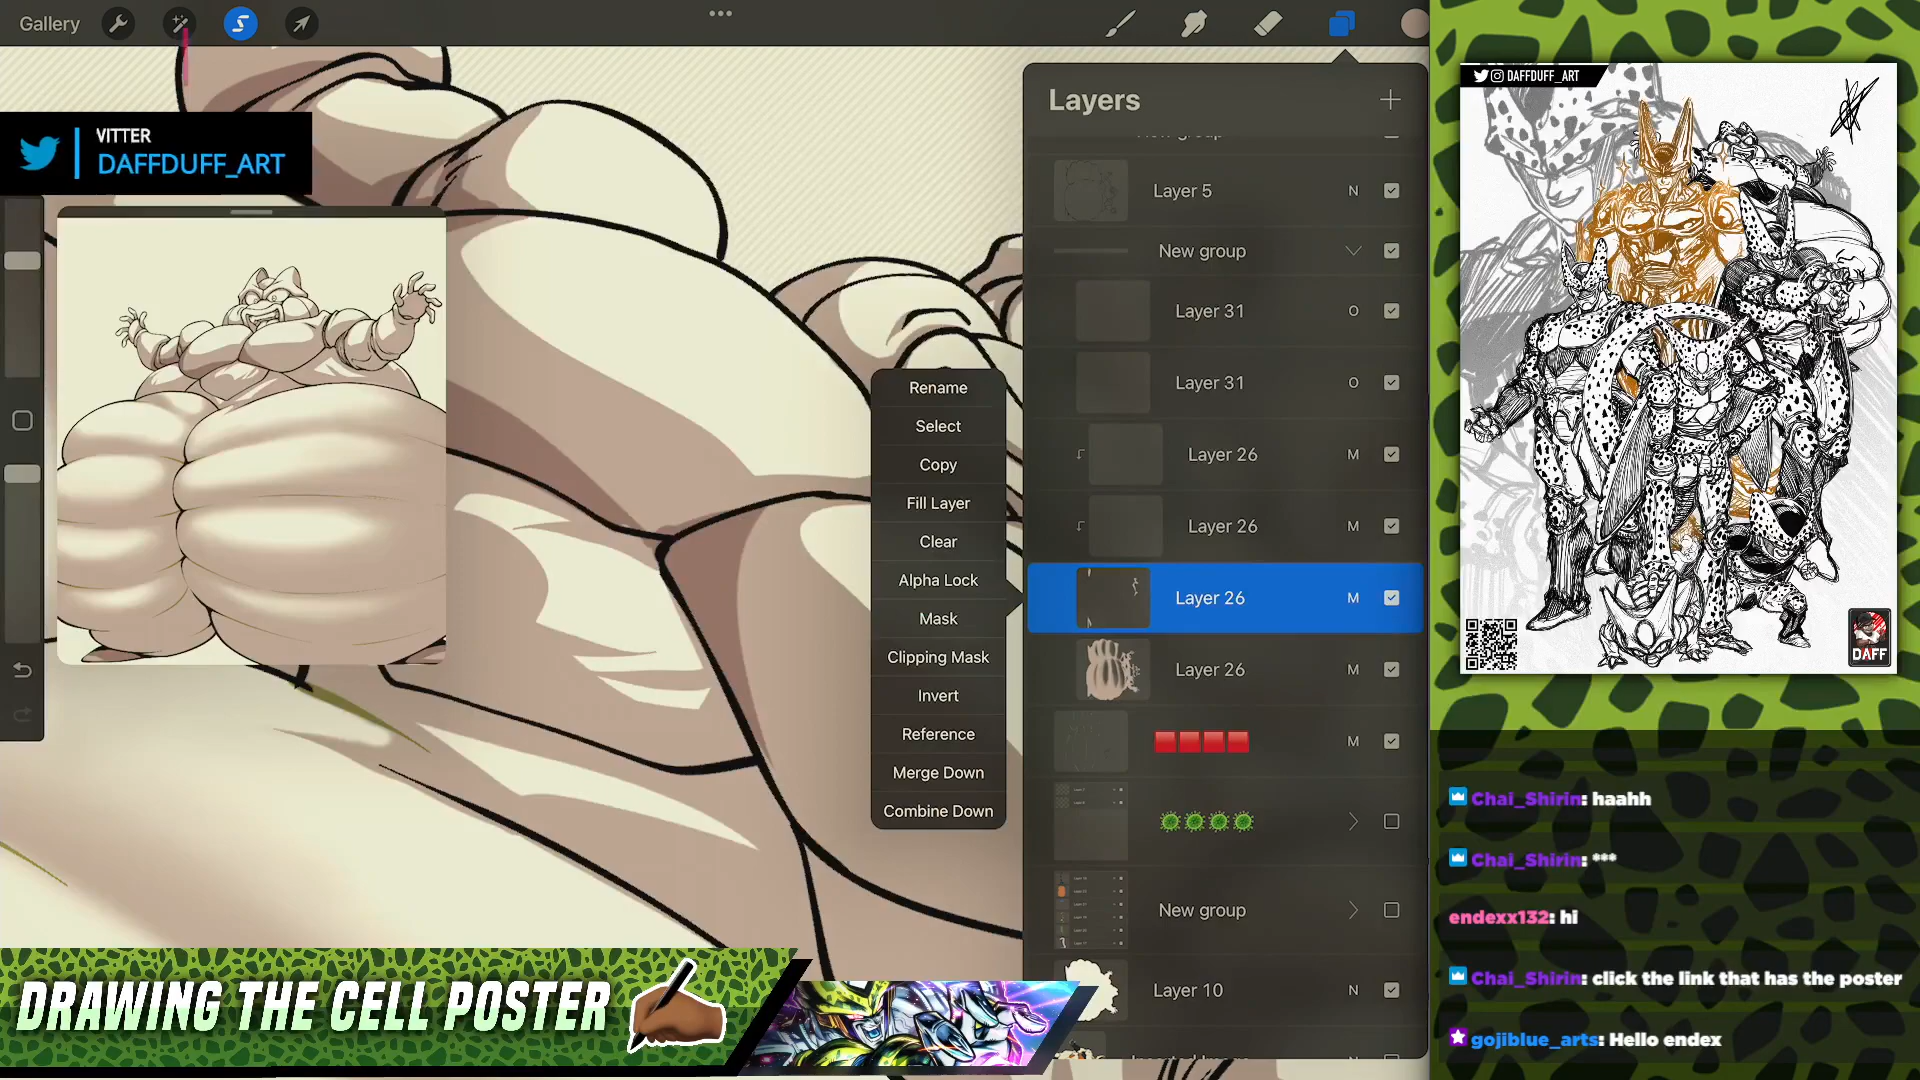 Gallery
VITTER
DAFFDUFF_ART
Layers
New group
Layer 5 N
New group
Layer 31 O
Layer 31 O
Layer 26 M
Layer 26 M
Layer 26 M
Layer 26 M
M
New group
Layer 10 N
Rename
Select
Copy
Fill Layer
Clear
Alpha Lock
Mask
Clipping Mask
Invert
Reference
Merge Down
Combine Down
DRAWING THE CELL POSTER
DAFFDUFF_ART
DAFF
Chai_Shirin: haahh
Chai_Shirin: ***
endexx132: hi
Chai_Shirin: click the link that has the poster
gojiblue_arts: Hello endex